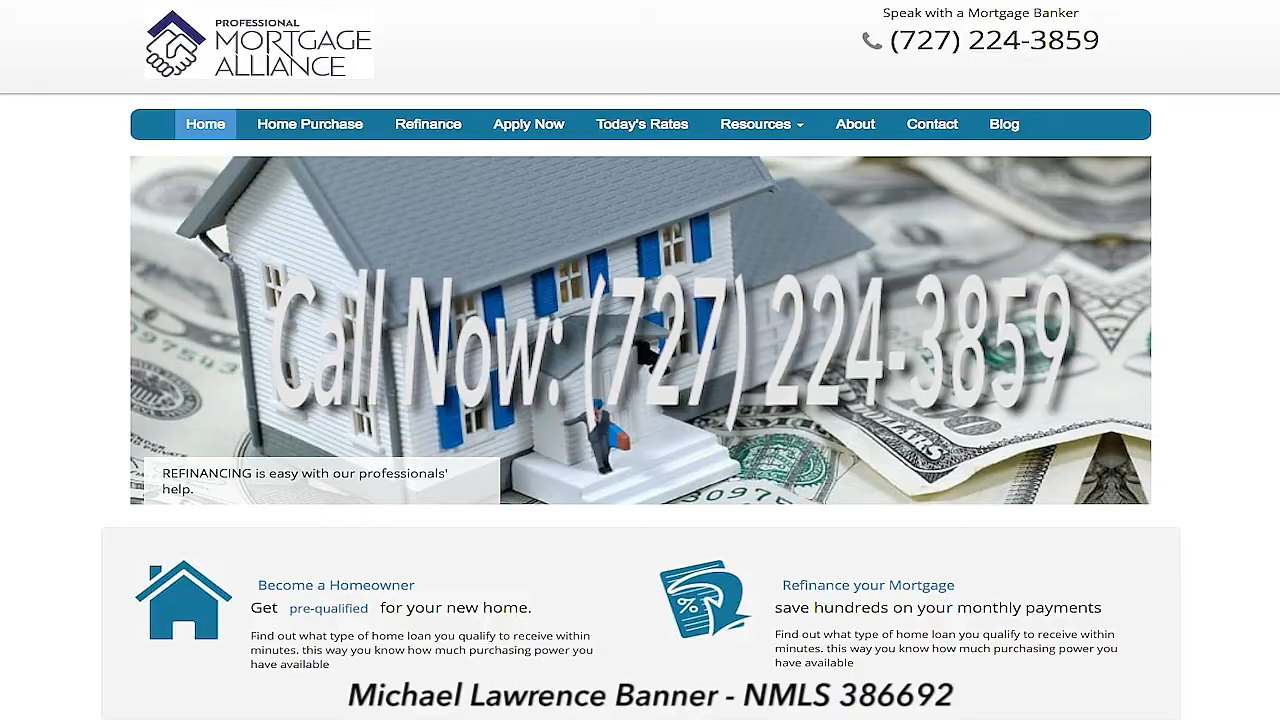 PROFESSIONAL
MORTGAGE
ALLIANCE
Speak with a Mortgage Banker
(727) 224-3859
Home Home Purchase Refinance Apply Now Today's Rates Resources About Contact Blog
Call Now: (727) 224-3859
REFINANCING is easy with our professionals'
help.
Become a Homeowner
Get pre-qualified for your new home.
Find out what type of home loan you qualify to receive within
minutes. this way you know how much purchasing power you
have available
Refinance your Mortgage
save hundreds on your monthly payments
Find out what type of home loan you qualify to receive within
minutes. this way you know how much purchasing power you
have available
Michael Lawrence Banner - NMLS 386692